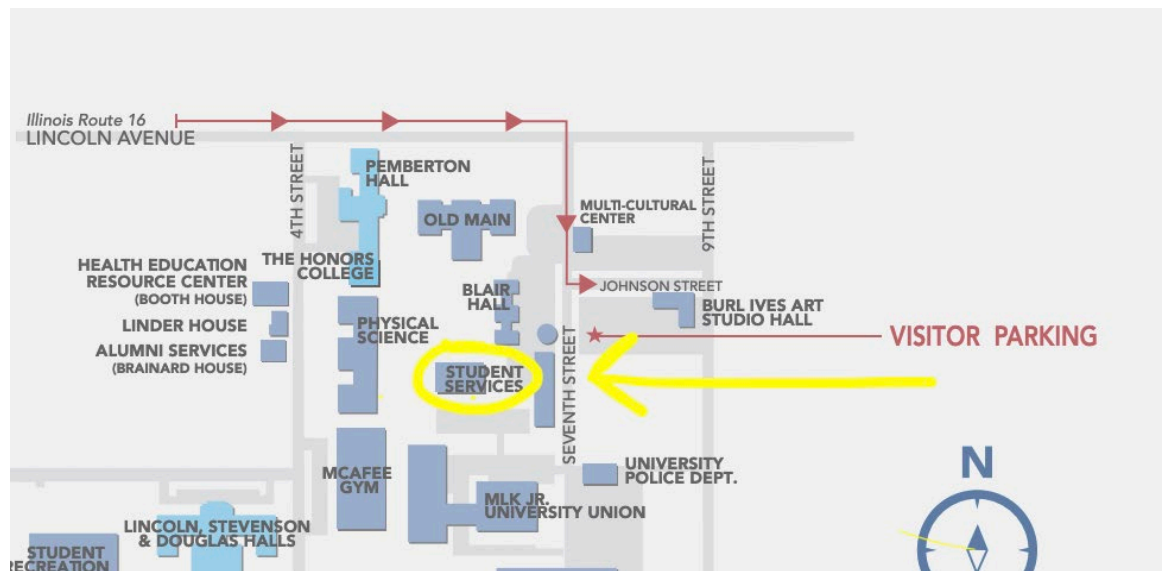 Illinois Route 16
LINCOLN AVENUE
4TH STREET
PEMBERTON
HALL
OLD MAIN
MULTI-CULTURAL
CENTER
9TH STREET
HEALTH EDUCATION
RESOURCE CENTER
(BOOTH HOUSE)
THE HONORS
COLLEGE
BLAIR
HALL
JOHNSON STREET
BURL IVES ART
STUDIO HALL
LINDER HOUSE
PHYSICAL
SCIENCE
VISITOR PARKING
ALUMNI SERVICES
(BRAINARD HOUSE)
STUDENT
SERVICES
SEVENTH STREET
MCAFEE
GYM
UNIVERSITY
POLICE DEPT.
N
MLK JR.
UNIVERSITY UNION
LINCOLN, STEVENSON
& DOUGLAS HALLS
STUDENT
RECREATION